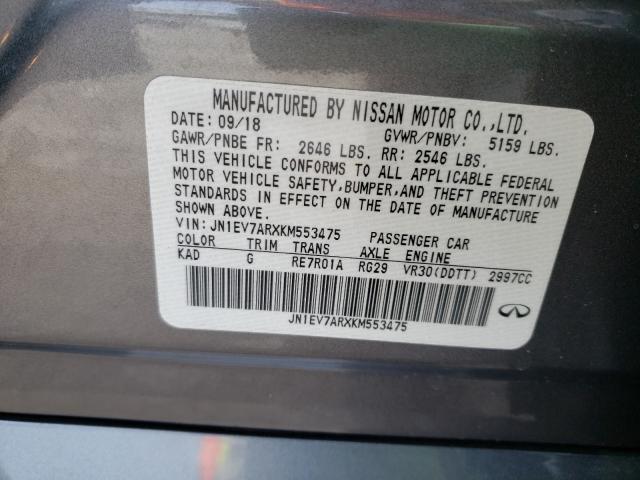 MANUFACTURED BY NISSAN MOTOR CO.,LTD.
DATE: 09/18 GVWR/PNBV: 5159 LBS.
GAWR/PNBE FR: 2646 LBS. RR: 2546 LBS.
THIS VEHICLE CONFORMS TO ALL APPLICABLE FEDERAL
MOTOR VEHICLE SAFETY,BUMPER,AND THEFT PREVENTION
STANDARDS IN EFFECT ON THE DATE OF MANUFACTURE
SHOWN ABOVE.
VIN:JN1EV7ARXKM553475 PASSENGER CAR
COLOR TRIM TRANS AXLE ENGINE
KAD G RE7R01A RG29 VR30(DDTT) 2997CC
JN1EV7ARXKM553475